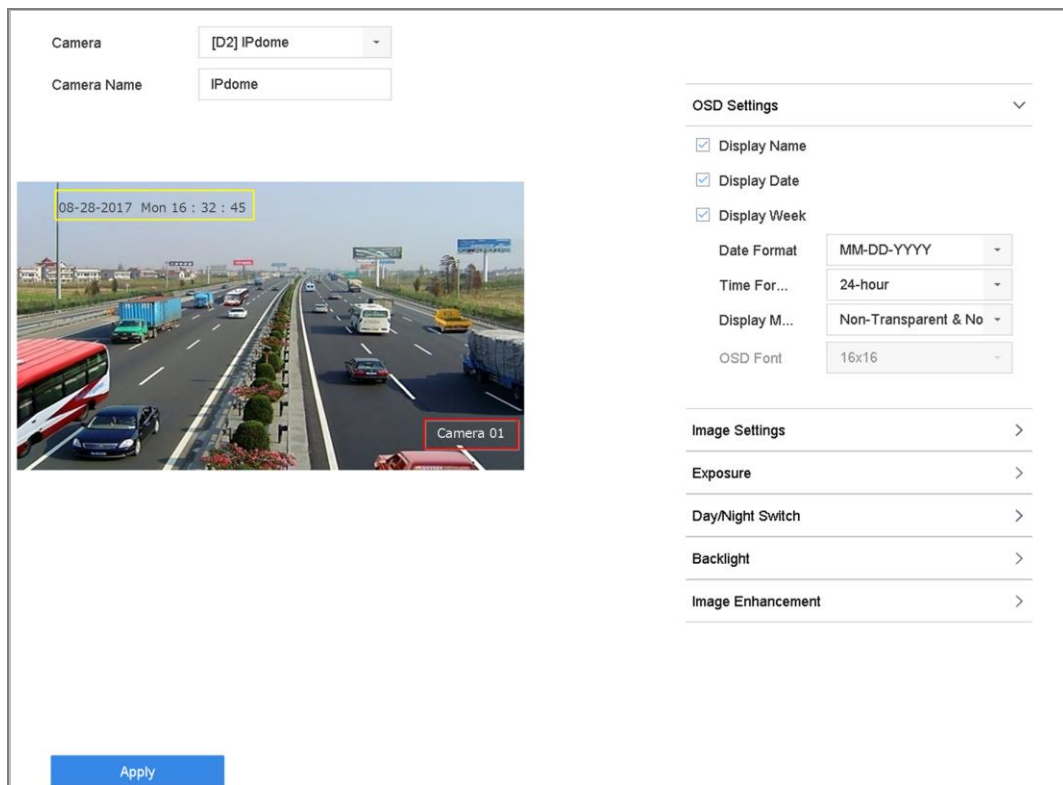 Camera
[D2] IPdome
Camera Name
IPdome
08-28-2017 Mon 16 : 32 : 45
Camera 01
OSD Settings
Display Name
Display Date
Display Week
Date Format
MM-DD-YYYY
Time For...
24-hour
Display M...
Non-Transparent & No
OSD Font
16x16
Image Settings
Exposure
Day/Night Switch
Backlight
Image Enhancement
Apply